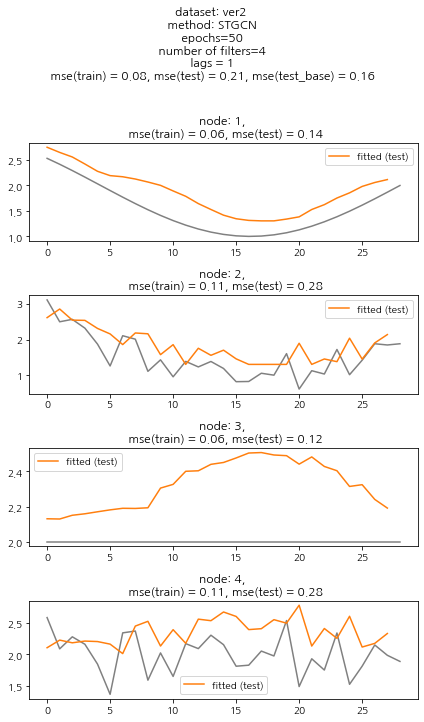 dataset: ver2
method: STGCN
epochs=50
number of filters=4
lags = 1
mse(train) = 0.08, mse(test) = 0.21, mse(test_base) = 0.16
node: 1,
mse(train) = 0.06, mse(test) = 0.14
fitted (test)
2.5
2.0
1.5
1.0
0 5 10 15 20 25
node: 2,
mse(train) = 0.11, mse(test) = 0.28
fitted (test)
3
2
1
0 5 10 15 20 25
node: 3,
mse(train) = 0.06, mse(test) = 0.12
fitted (test)
2.4
2.2
2.0
0 5 10 15 20 25
node: 4,
mse(train) = 0.11, mse(test) = 0.28
2.5
2.0
1.5
fitted (test)
0 5 10 15 20 25